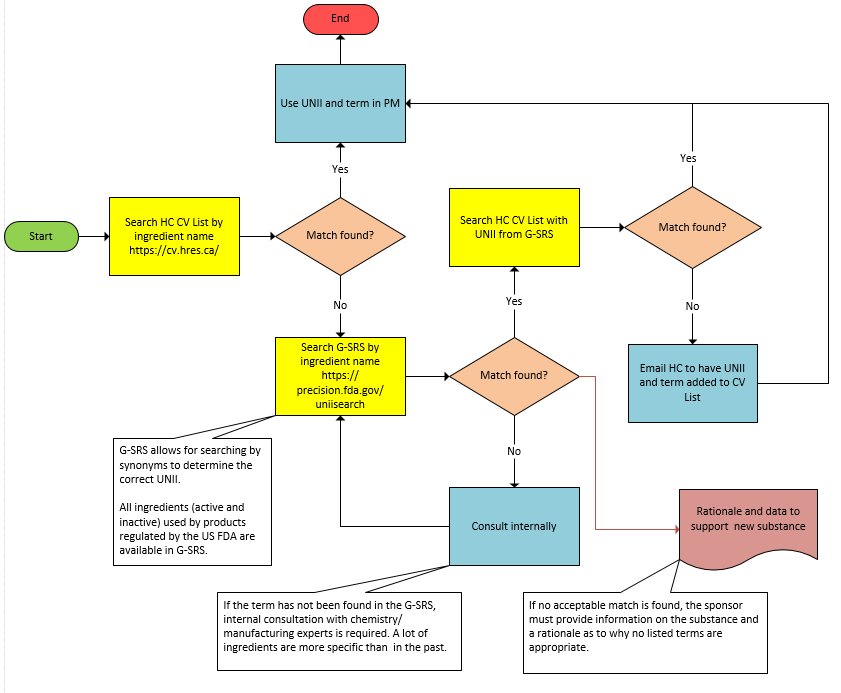 End
Use UNII and term in PM
Yes
Yes
Start
Search HC CV List by
ingredient name
https://cv.hres.ca/
Match found?
Search HC CV List with
UNII from G-SRS
Match found?
No
Yes
No
Search G-SRS by
ingredient name
https://
precision.fda.gov/
uniisearch
Match found?
Email HC to have UNII
and term added to CV
List
G-SRS allows for searching by
synonyms to determine the
correct UNII.
All ingredients (active and
inactive) used by products
regulated by the US FDA are
available in G-SRS.
No
Consult internally
Rationale and data to
support new substance
If the term has not been found in the G-SRS,
internal consultation with chemistry/
manufacturing experts is required. A lot of
ingredients are more specific than in the past.
If no acceptable match is found, the sponsor
must provide information on the substance and
a rationale as to why no listed terms are
appropriate.